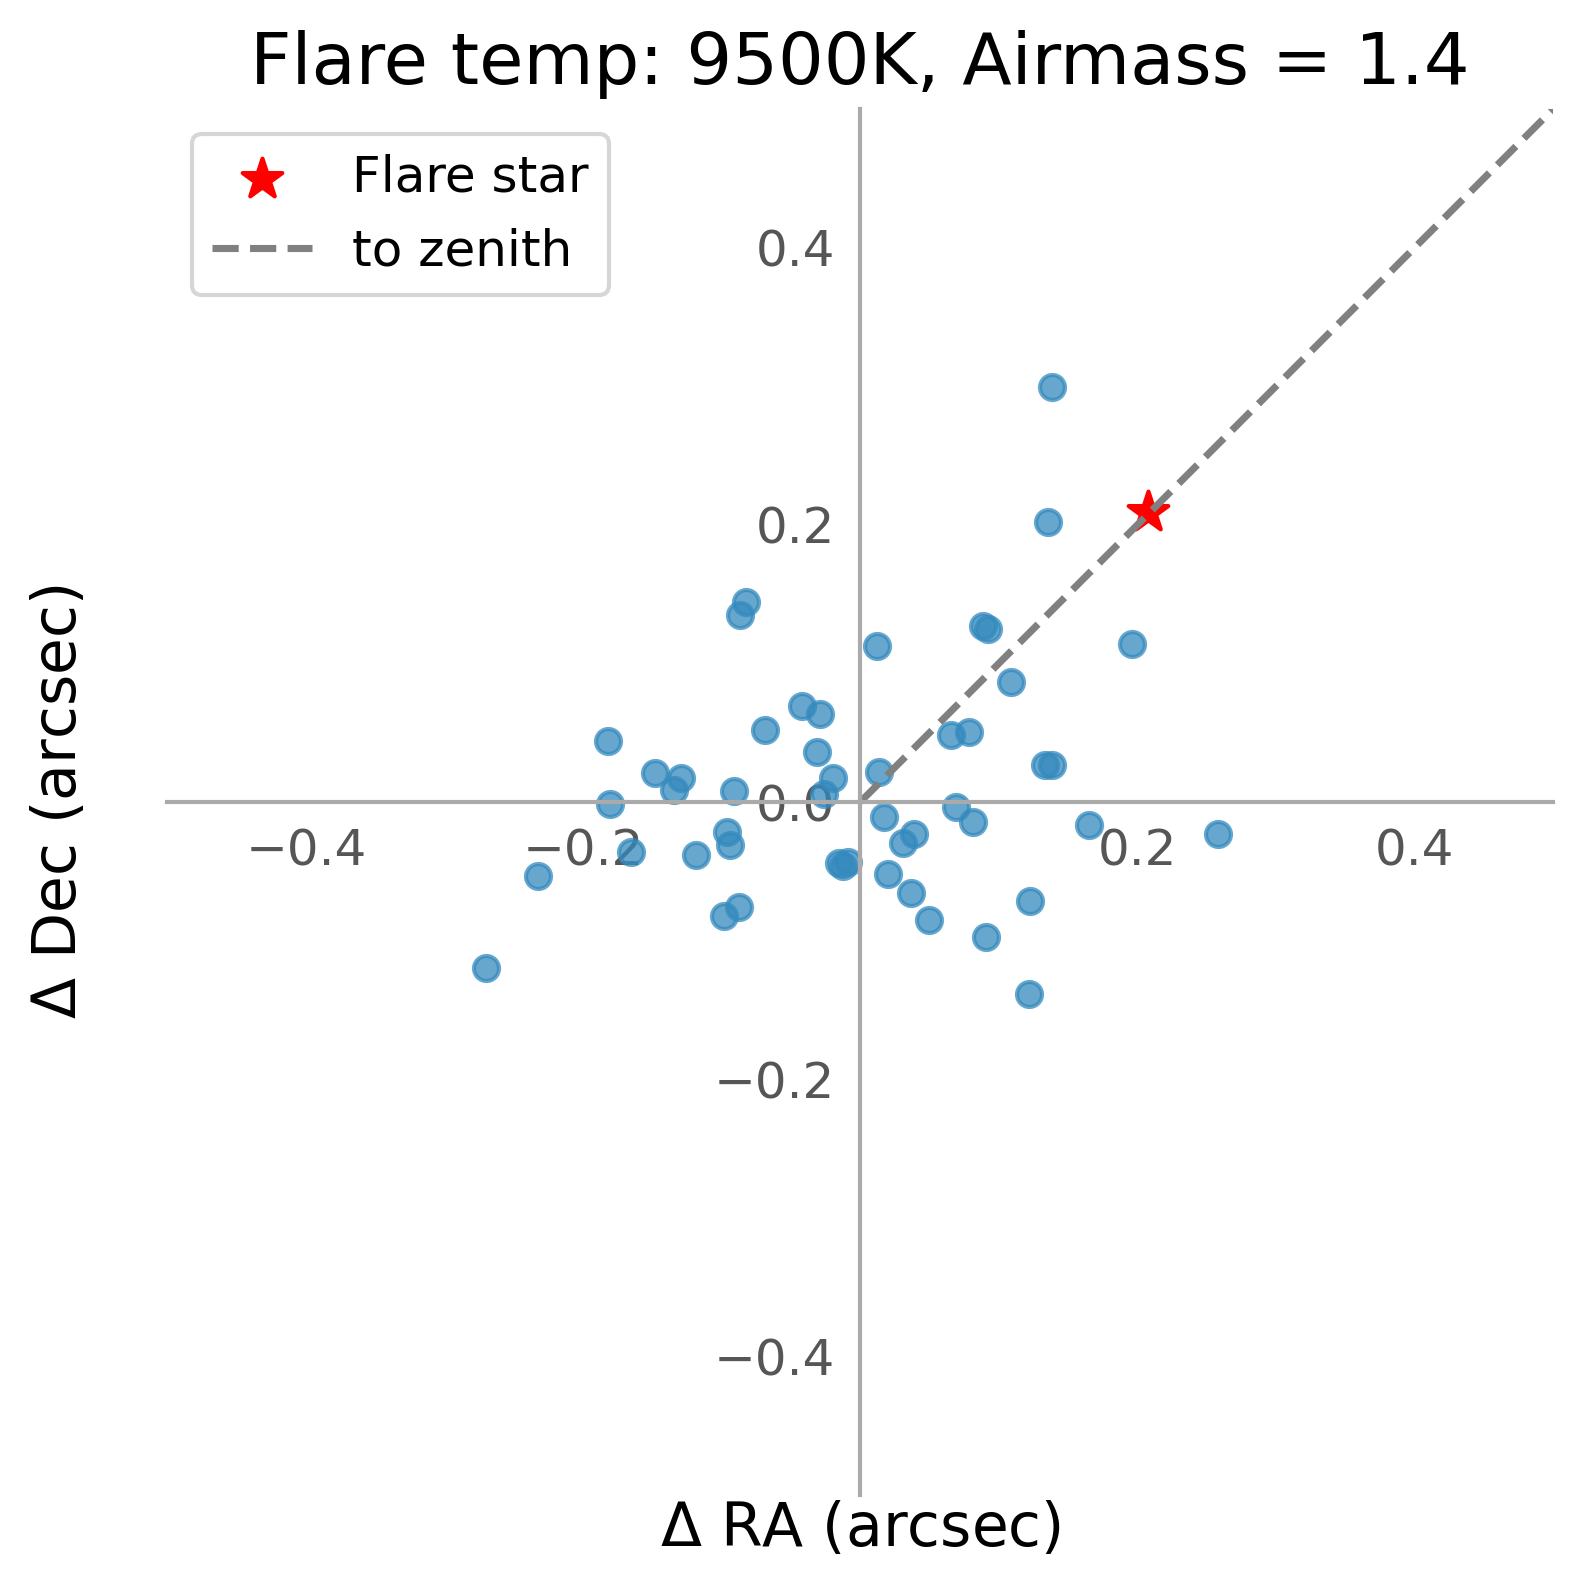 Flare temp: 9500K, Airmass = 1.4
Flare star
to zenith
0.4
0.2
0.0
−0.2
−0.4
−0.4
−0.2
0.2
0.4
Δ Dec (arcsec)
Δ RA (arcsec)